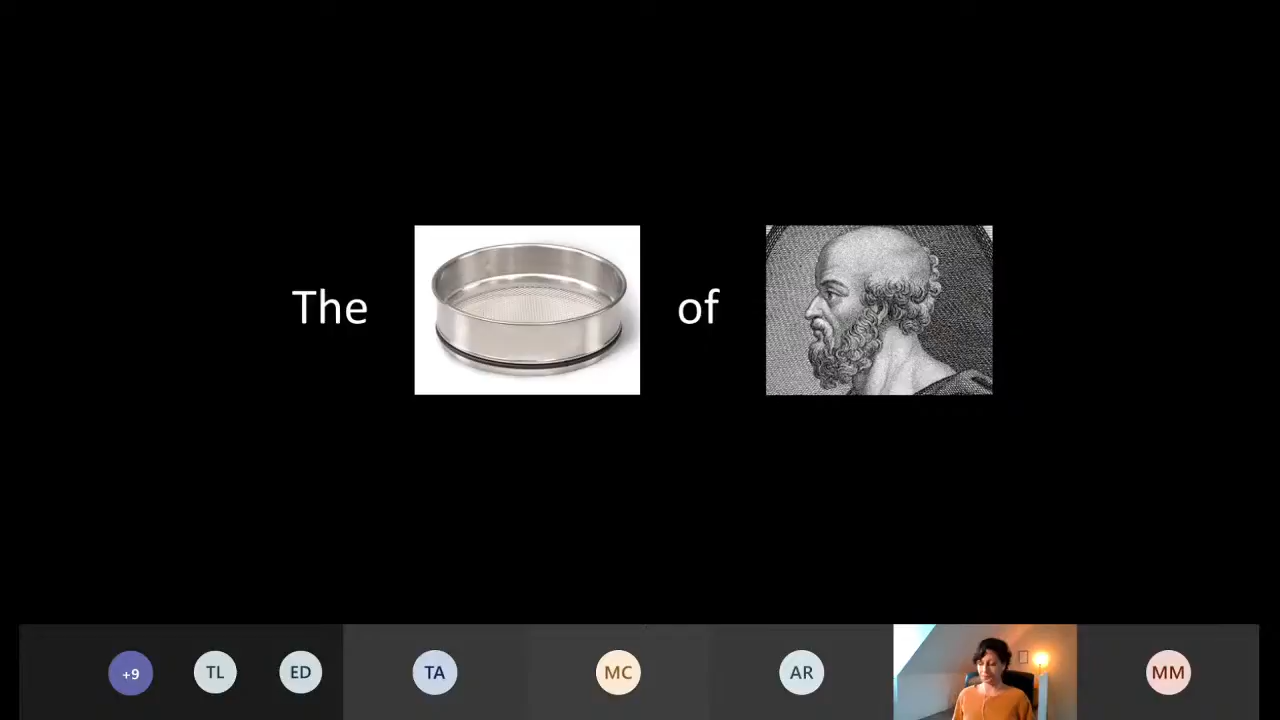 The of
+9 TL ED TA MC AR MM